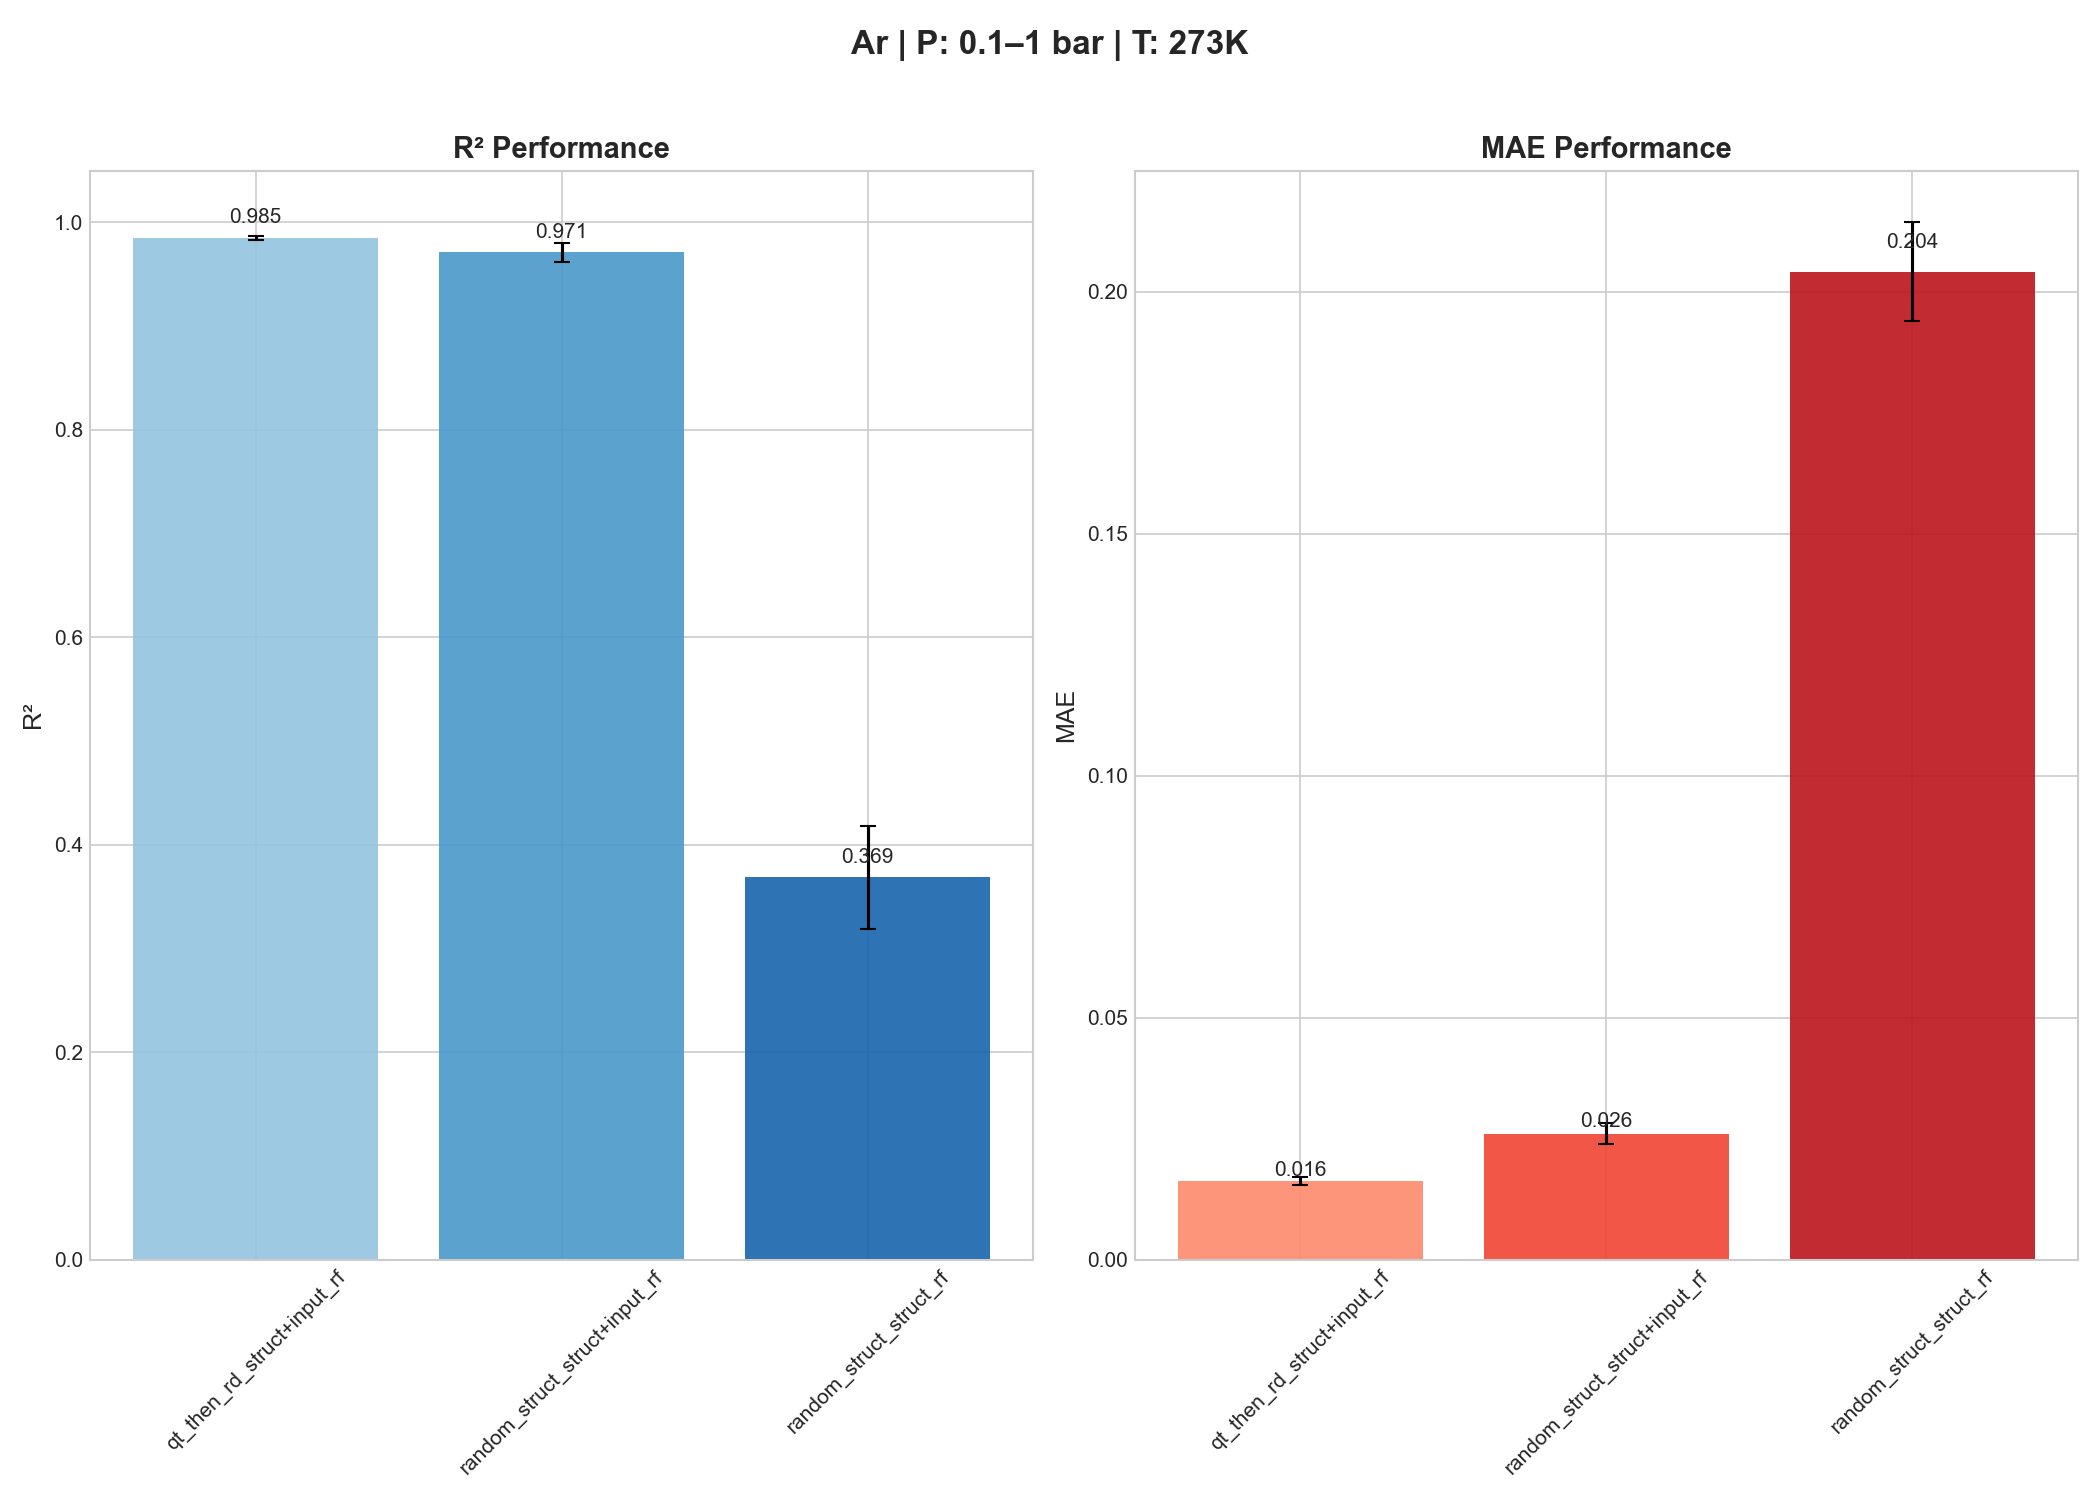 Ar | P: 0.1–1 bar | T: 273K
R² Performance
1.0
0.8
0.6
0.4
0.2
0.0
R²
0.985
0.971
0.369
qt_then_rd_struct+input_rf
random_struct_struct+input_rf
random_struct_struct_rf
MAE Performance
0.20
0.15
0.10
0.05
0.00
MAE
0.016
0.026
0.204
qt_then_rd_struct+input_rf
random_struct_struct+input_rf
random_struct_struct_rf